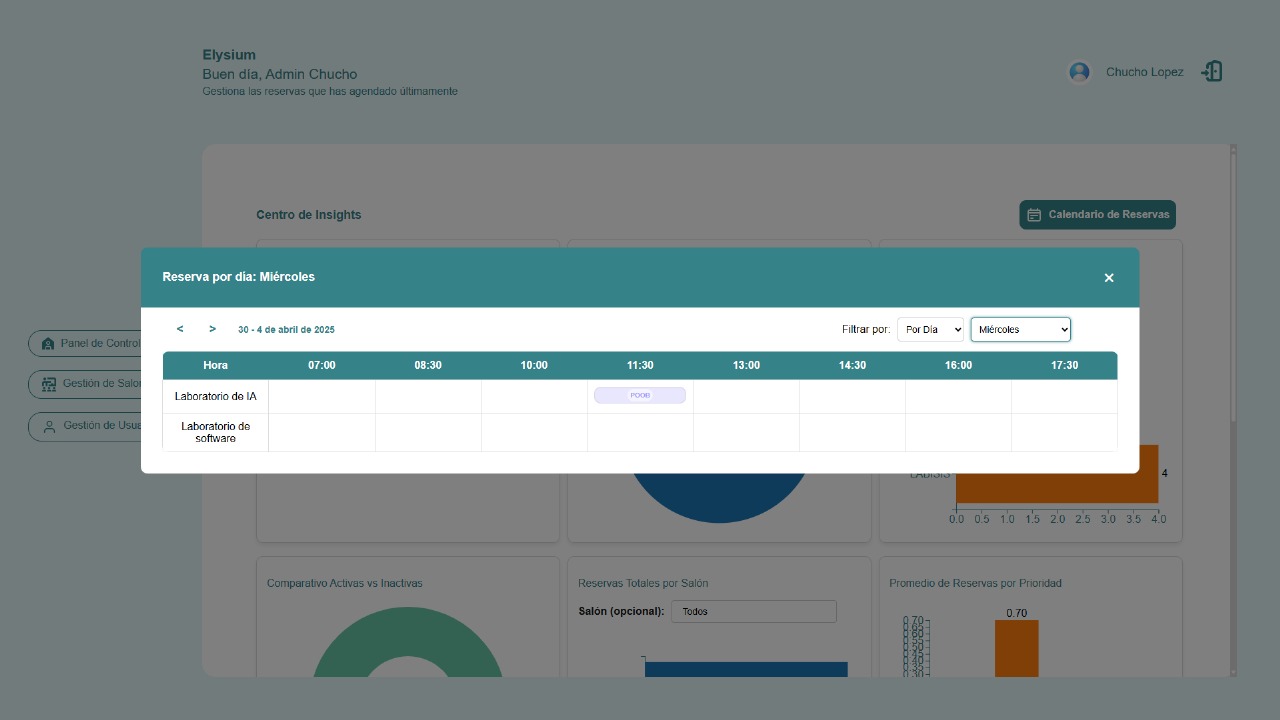 Elysium
Buen día, Admin Chucho
Gestiona las reservas que has agendado últimamente
Chucho Lopez
Centro de Insights
Calendario de Reservas
Reserva por día: Miércoles
×
< > 30 - 4 de abril de 2025
Filtrar por: Por Día Miércoles
Hora 07:00 08:30 10:00 11:30 13:00 14:30 16:00 17:30
Laboratorio de IA POOB
Laboratorio de
software
Panel de Control
Gestión de Salo
Gestión de Usua
4
0.0 0.5 1.0 1.5 2.0 2.5 3.0 3.5 4.0
Comparativo Activas vs Inactivas
Reservas Totales por Salón
Salón (opcional): Todos
Promedio de Reservas por Prioridad
0.70
0.70
0.65
0.60
0.55
0.50
0.45
0.40
0.35
0.30